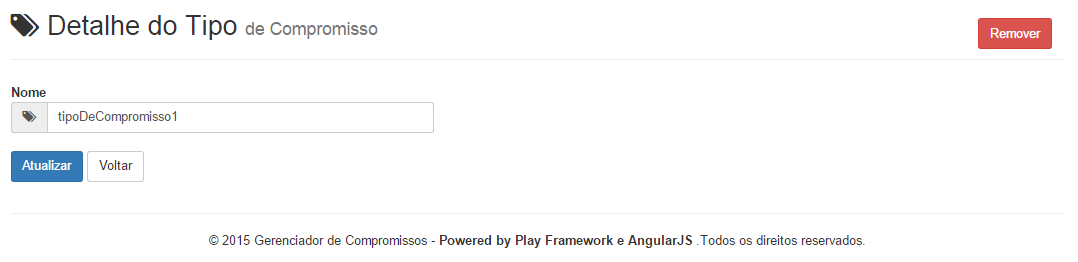 Detalhe do Tipo de Compromisso
Remover
Nome
tipoDeCompromisso1
Atualizar
Voltar
© 2015 Gerenciador de Compromissos - Powered by Play Framework e AngularJS .Todos os direitos reservados.